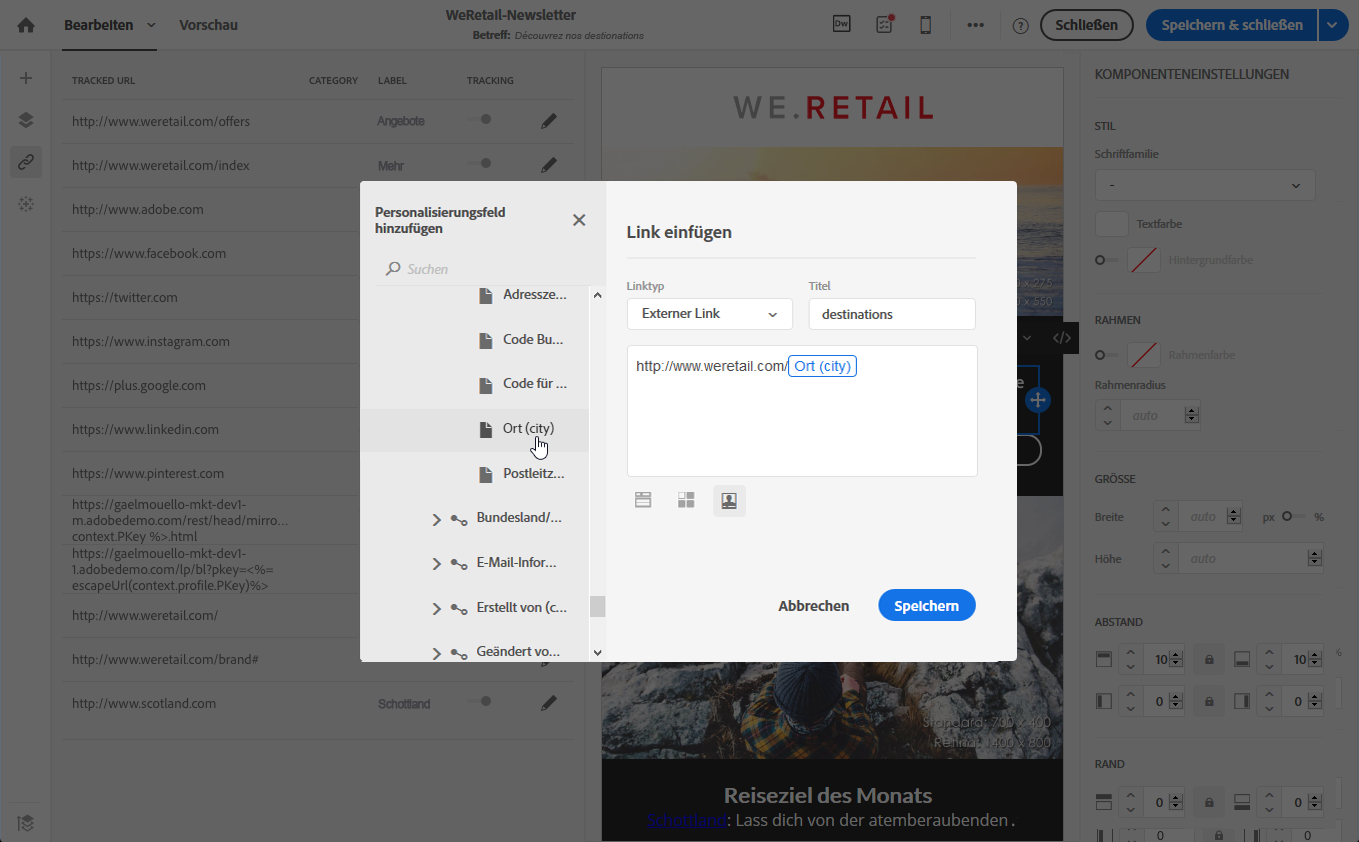 Bearbeiten
Vorschau
WeRetail-Newsletter
Betreff: Découvrez nos destionations
Dw
Schließen
Speichern & schließen
TRACKED URL CATEGORY LABEL TRACKING
http://www.weretail.com/offers Angebote
http://www.weretail.com/index Mehr
http://www.adobe.com
https://www.facebook.com
https://twitter.com
https://www.instagram.com
https://plus.google.com
https://www.linkedin.com
https://www.pinterest.com
https://gaelmouello-mkt-dev1-
m.adobedemo.com/rest/head/mirro...
context.PKey %>.html
https://gaelmouello-mkt-dev1-
1.adobedemo.com/lp/bl?pkey=<%=
escapeUrl(context.profile.PKey)%>
http://www.weretail.com/
http://www.weretail.com/brand#
http://www.scotland.com Schottland
Personalisierungsfeld
hinzufügen
Suchen
Adressze...
Code Bu...
Code für ...
Ort (city)
Postleitz...
Bundesland/...
E-Mail-Infor...
Erstellt von (c...
Geändert vo...
Link einfügen
Linktyp Titel
Externer Link destinations
http://www.weretail.com/ Ort (city)
Abbrechen
Speichern
WE.RETAIL
x 275
x 550
e
Standard: 700 x 400
Retina: 1400 x 800
Reiseziel des Monats
Schottland: Lass dich von der atemberaubenden .
KOMPONENTENEINSTELLUNGEN
STIL
Schriftfamilie
-
Textfarbe
Hintergrundfarbe
RAHMEN
Rahmenfarbe
Rahmenradius
auto
GRÖSSE
Breite auto px %
Höhe auto
ABSTAND
10 10 %
0 0
RAND
0 0
0 0